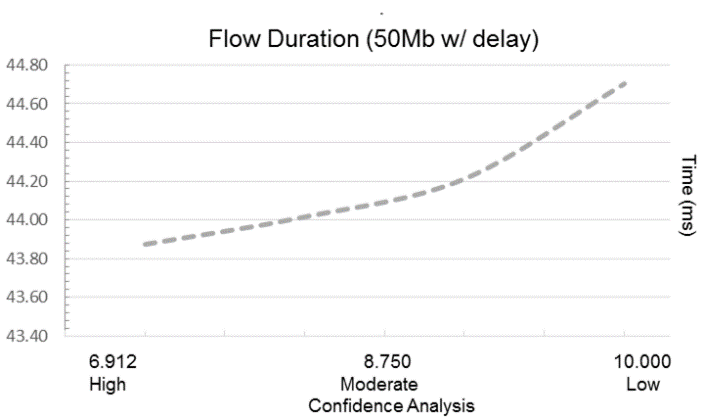 Flow Duration (50Mb w/ delay)
44.80
44.60
44.40
44.20
44.00
43.80
43.60
43.40
Time (ms)
6.912 8.750 10.000
High Moderate Low
Confidence Analysis